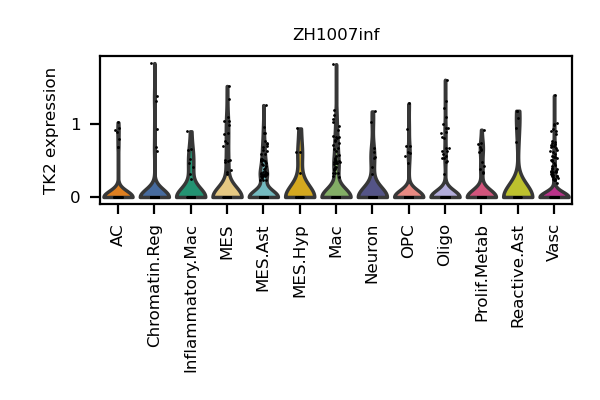 ZH1007inf
TK2 expression
1
0
AC
Chromatin.Reg
Inflammatory.Mac
MES
MES.Ast
MES.Hyp
Mac
Neuron
OPC
Oligo
Prolif.Metab
Reactive.Ast
Vasc